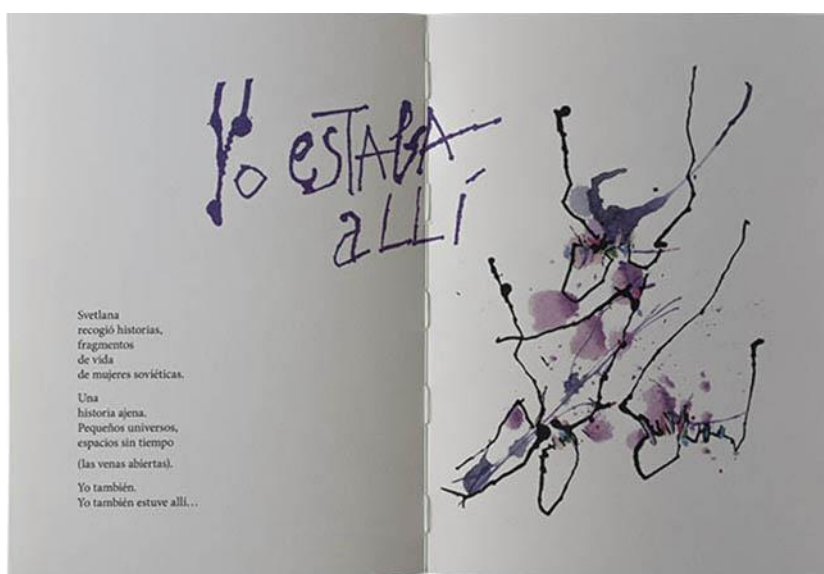 Yo ESTABA
aLLÍ
Svetlana
recogió historias,
fragmentos
de vida
de mujeres soviéticas.
Una
historia ajena.
Pequeños universos,
espacios sin tiempo
(las venas abiertas).
Yo también.
Yo también estuve allí…